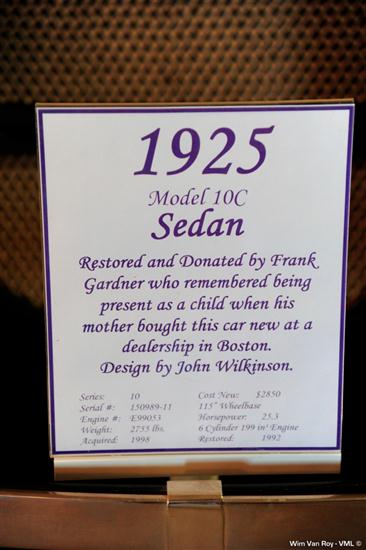 1925
Model 10C
Sedan
Restored and Donated by Frank
Gardner who remembered being
present as a child when his
mother bought this car new at a
dealership in Boston.
Design by John Wilkinson.
Series: 10 Cost New: $2850
Serial #: 150989-11 115" Wheelbase
Engine #: E99053 Horsepower: 25.3
Weight: 2755 lbs. 6 Cylinder 199 in³ Engine
Acquired: 1998 Restored: 1992
Wim Van Roy - VML ©